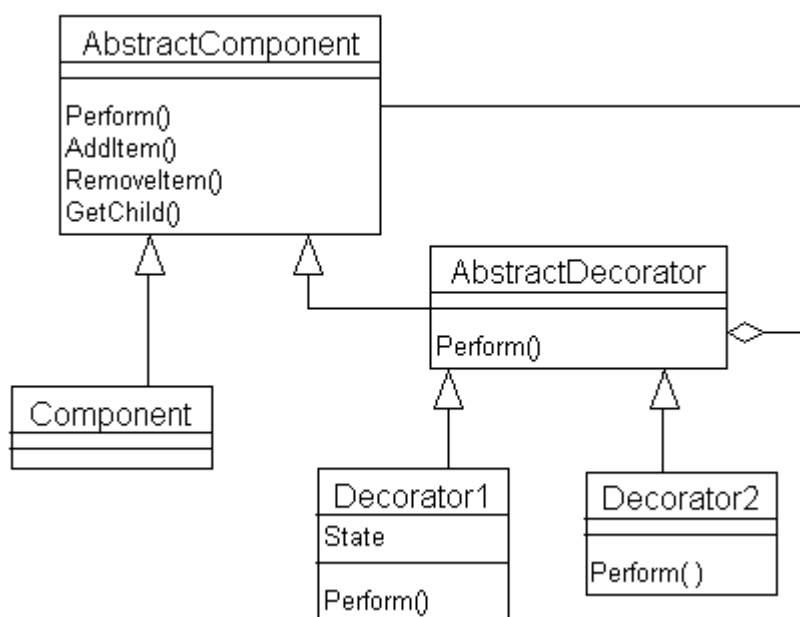 AbstractComponent
Perform()
AddItem()
RemoveItem()
GetChild()
AbstractDecorator
Perform()
Component
Decorator1
State
Perform()
Decorator2
Perform( )